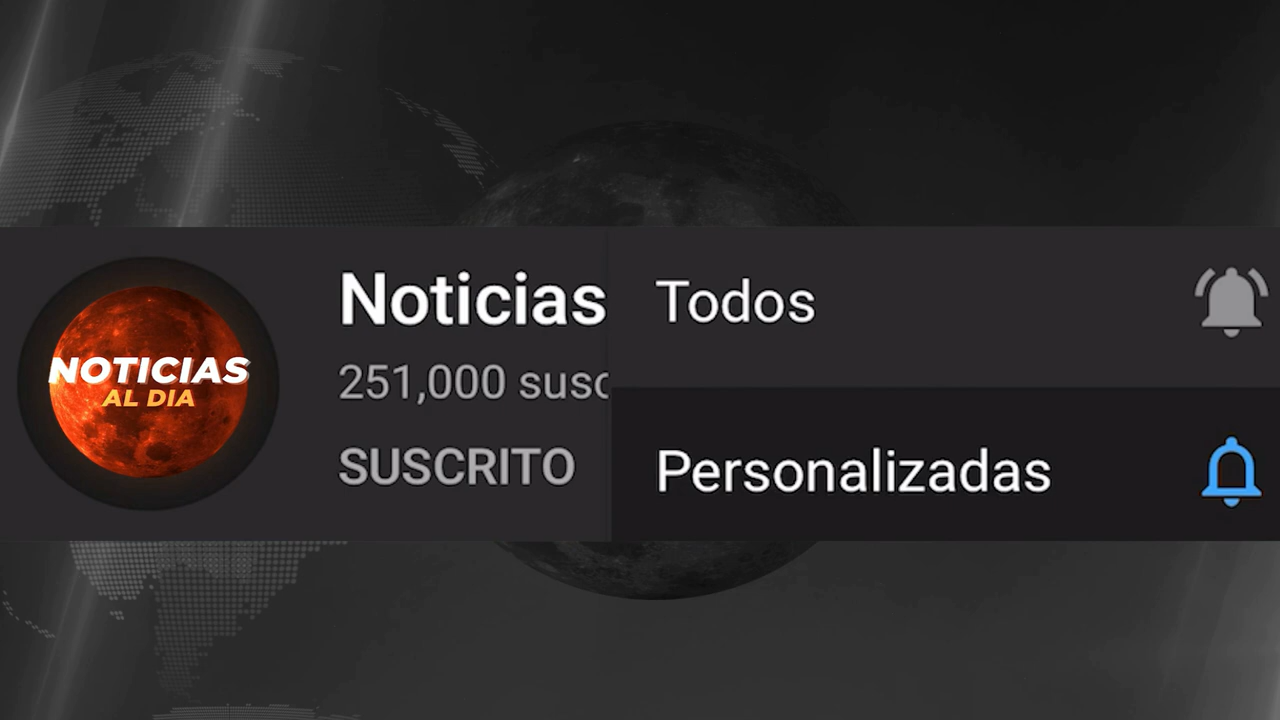 NOTICIAS
AL DIA
Noticias
251,000 susc
SUSCRITO
Todos
Personalizadas